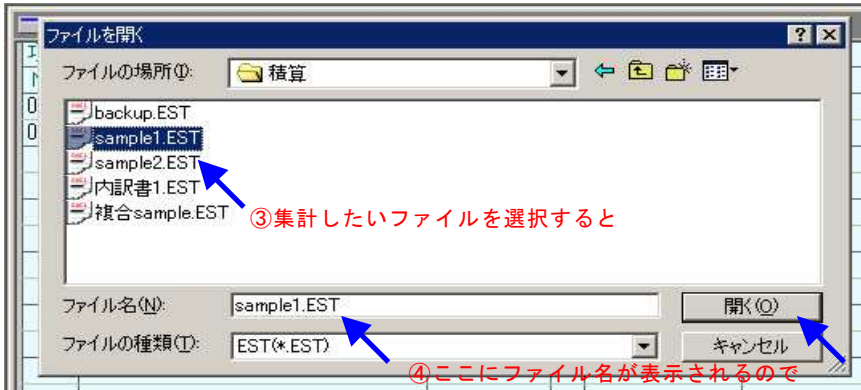 ファイルを開く
ファイルの場所(I):
積算
backup.EST
sample1.EST
sample2.EST
内訳書1.EST
複合sample.EST
③集計したいファイルを選択すると
ファイル名(N):
sample1.EST
開く(O)
ファイルの種類(T):
EST(*.EST)
キャンセル
④ここにファイル名が表示されるので